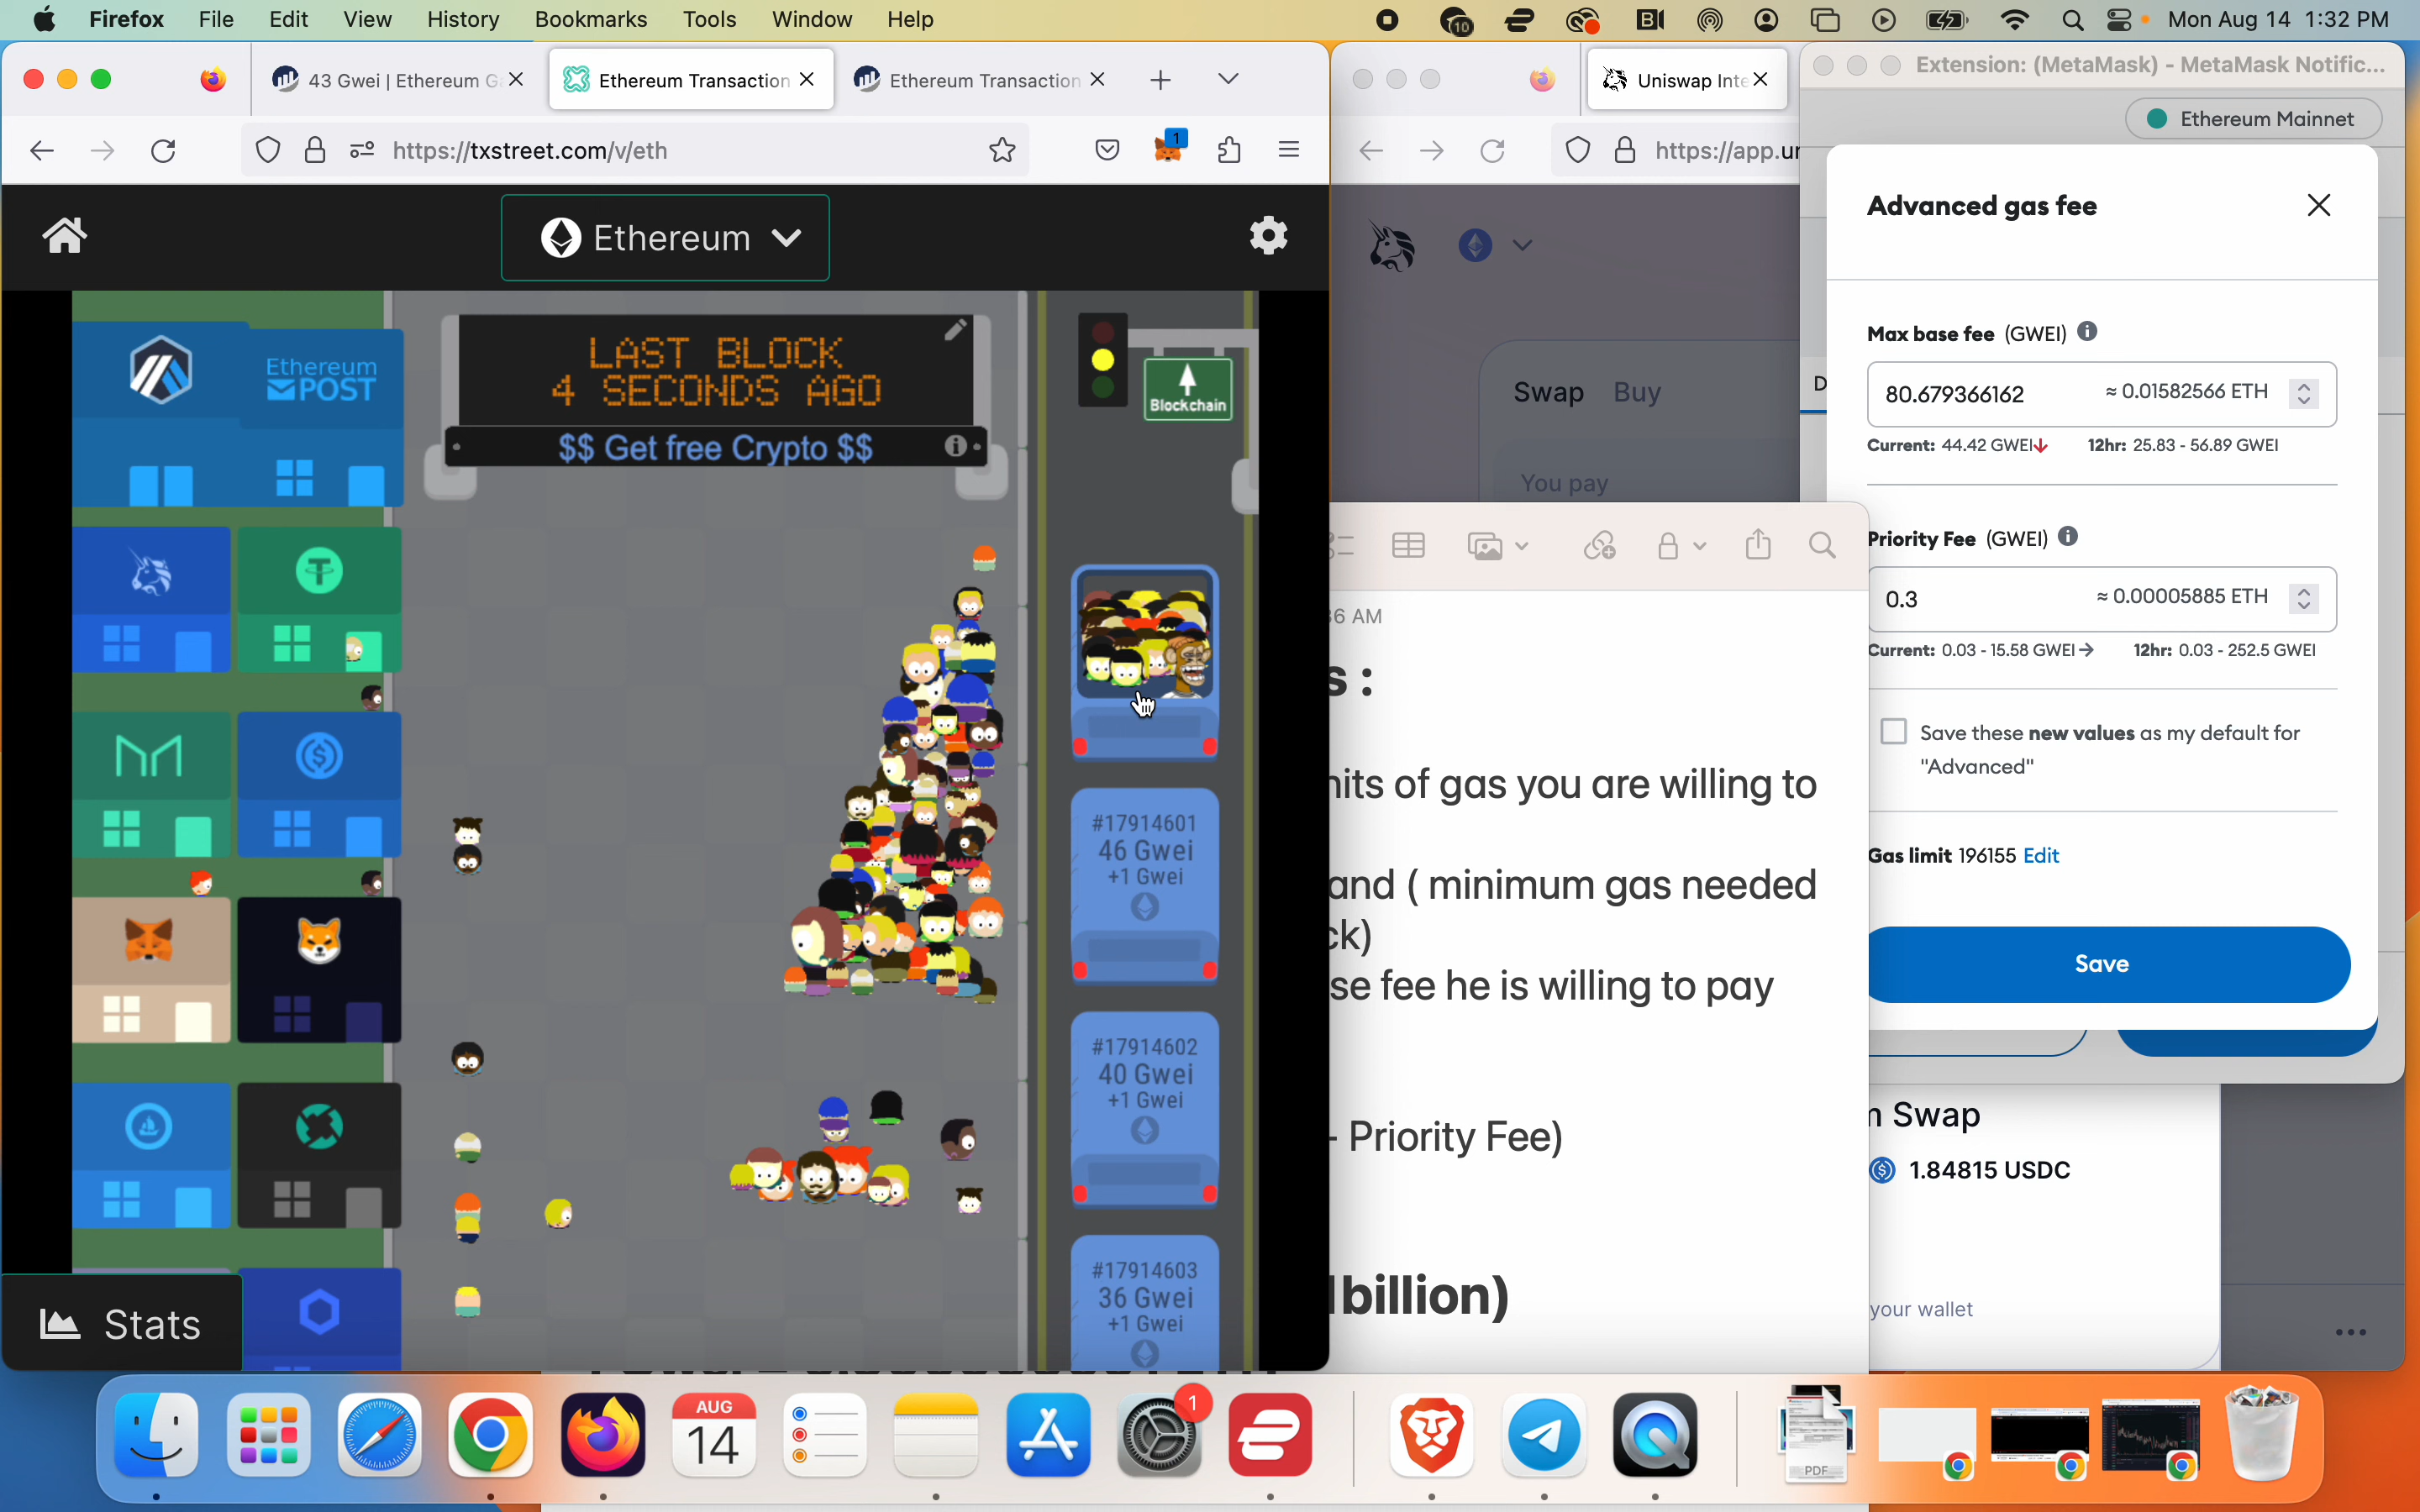 Firefox File Edit View History Bookmarks Tools Window Help
10
Mon Aug 14 1:32 PM
43 Gwei | Ethereum G
Ethereum Transaction
Ethereum Transaction
https://txstreet.com/v/eth
1
Ethereum
LAST BLOCK
4 SECONDS AGO
$$ Get free Crypto $$
Blockchain
Ethereum
POST
#17914601
46 Gwei
+1 Gwei
#17914602
40 Gwei
+1 Gwei
#17914603
36 Gwei
+1 Gwei
Stats
Uniswap Inte
https://app.un
Swap Buy
You pay
36 AM
s :
nits of gas you are willing to
and ( minimum gas needed
ck)
se fee he is willing to pay
- Priority Fee)
billion)
Extension: (MetaMask) - MetaMask Notific...
Ethereum Mainnet
D
Advanced gas fee
Max base fee (GWEI)
80.679366162 ≈ 0.01582566 ETH
Current: 44.42 GWEI 12hr: 25.83 - 56.89 GWEI
Priority Fee (GWEI)
0.3 ≈ 0.00005885 ETH
Current: 0.03 - 15.58 GWEI 12hr: 0.03 - 252.5 GWEI
Save these new values as my default for
"Advanced"
Gas limit 196155 Edit
Save
n Swap
1.84815 USDC
your wallet
AUG
14
1
PDF